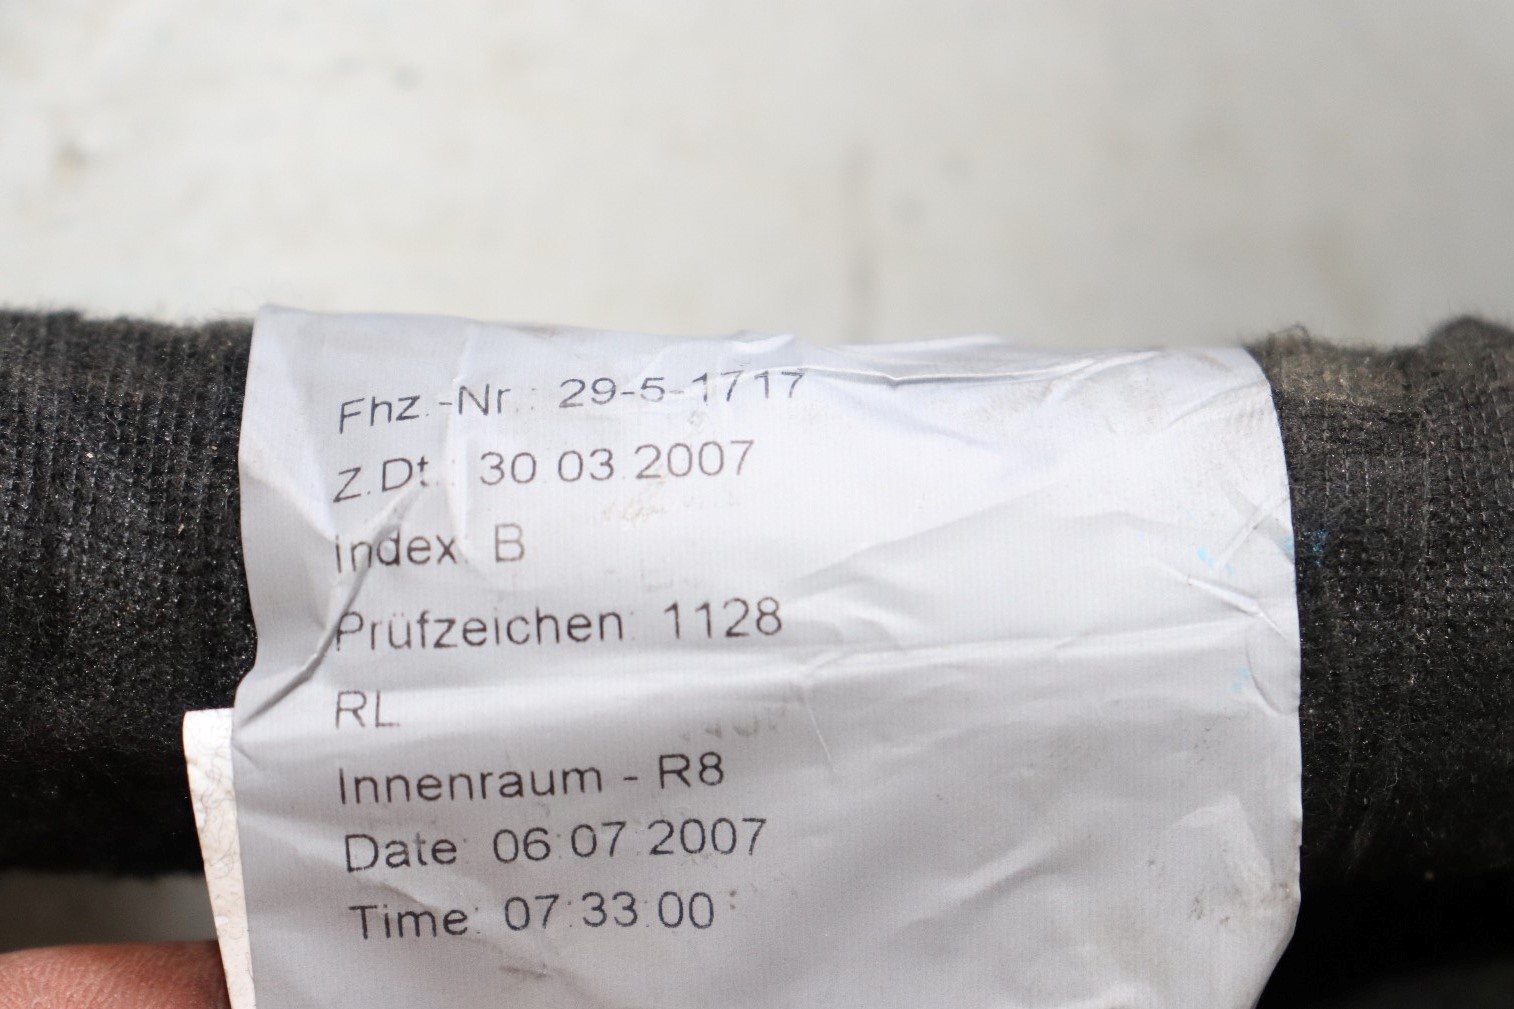 Fhz.-Nr.: 29-5-1717
Z.Dt.: 30.03.2007
Index: B
Prüfzeichen: 1128
RL
Innenraum - R8
Date: 06.07.2007
Time: 07:33:00